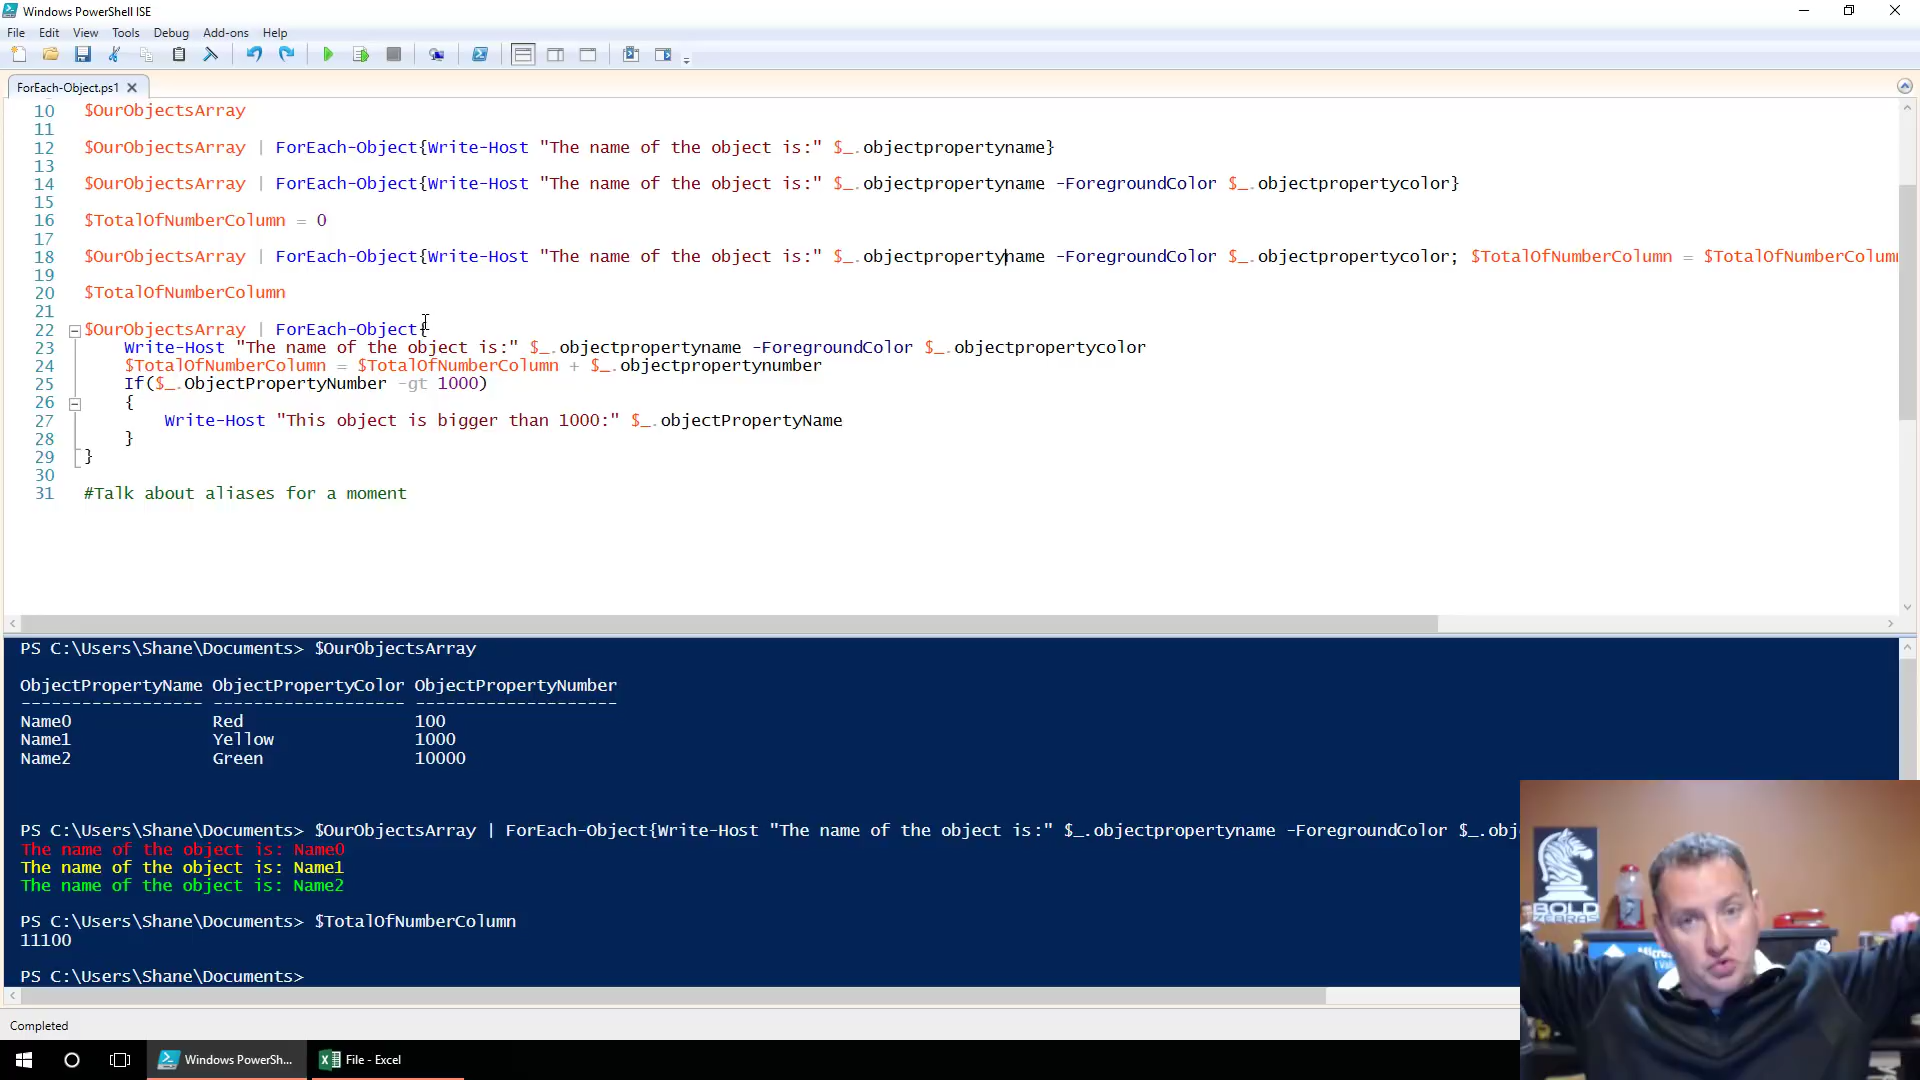 Windows PowerShell ISE
File Edit View Tools Debug Add-ons Help
ForEach-Object.ps1
10 $OurObjectsArray
11
12 $OurObjectsArray | ForEach-Object{Write-Host "The name of the object is:" $_.objectpropertyname}
13
14 $OurObjectsArray | ForEach-Object{Write-Host "The name of the object is:" $_.objectpropertyname -ForegroundColor $_.objectpropertycolor}
15
16 $TotalOfNumberColumn = 0
17
18 $OurObjectsArray | ForEach-Object{Write-Host "The name of the object is:" $_.objectpropertyname -ForegroundColor $_.objectpropertycolor; $TotalOfNumberColumn = $TotalOfNumberColumn
19
20 $TotalOfNumberColumn
21
22 $OurObjectsArray | ForEach-Object{
23 Write-Host "The name of the object is:" $_.objectpropertyname -ForegroundColor $_.objectpropertycolor
24 $TotalOfNumberColumn = $TotalOfNumberColumn + $_.objectpropertynumber
25 If($_.ObjectPropertyNumber -gt 1000)
26 {
27 Write-Host "This object is bigger than 1000:" $_.objectPropertyName
28 }
29 }
30
31 #Talk about aliases for a moment
PS C:\Users\Shane\Documents> $OurObjectsArray
ObjectPropertyName ObjectPropertyColor ObjectPropertyNumber
------------------ ------------------- --------------------
Name0 Red 100
Name1 Yellow 1000
Name2 Green 10000
PS C:\Users\Shane\Documents> $OurObjectsArray | ForEach-Object{Write-Host "The name of the object is:" $_.objectpropertyname -ForegroundColor $_.obj
The name of the object is: Name0
The name of the object is: Name1
The name of the object is: Name2
PS C:\Users\Shane\Documents> $TotalOfNumberColumn
11100
PS C:\Users\Shane\Documents>
BOLD
ZEBRAS
Completed
Windows PowerSh... File - Excel